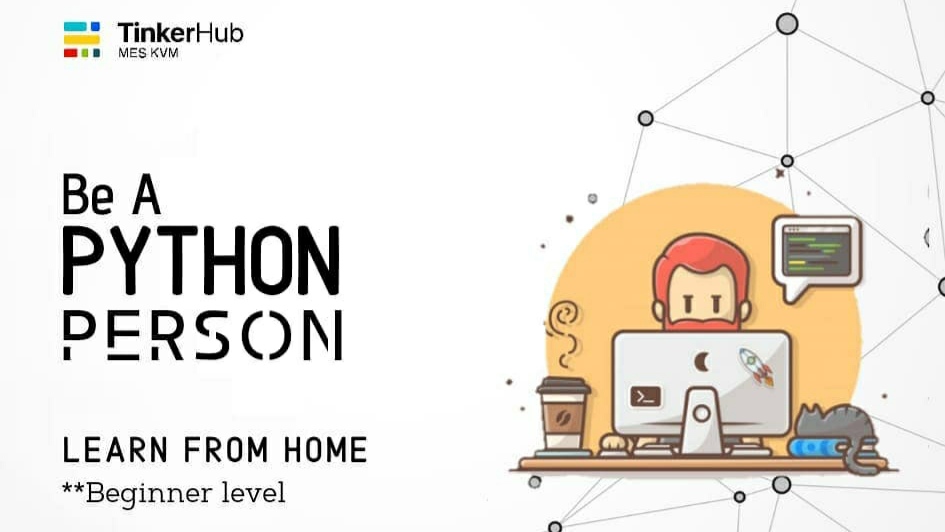 TinkerHub
MES KVM
Be A
PYTHON
PERSON
LEARN FROM HOME
**Beginner level
>_